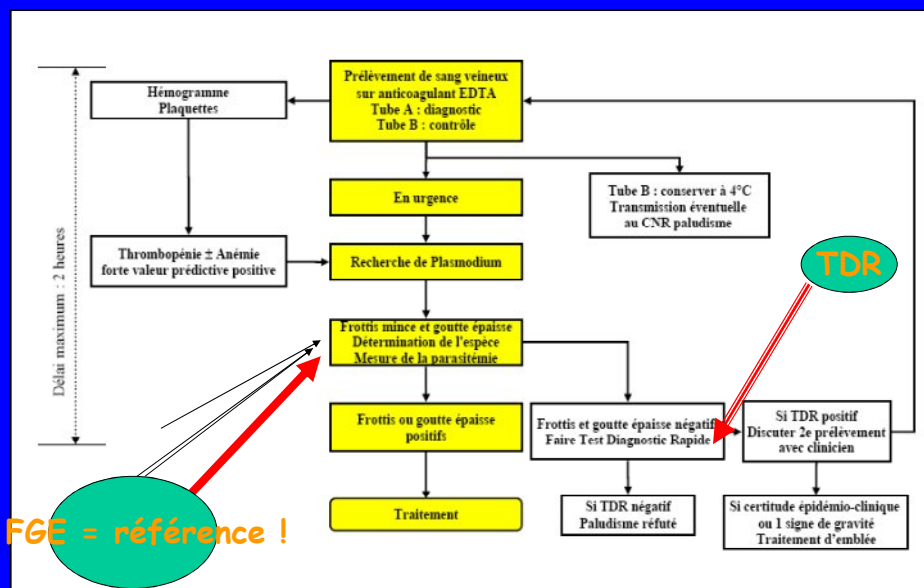 Prélèvement de sang veineux
sur anticoagulant EDTA
Tube A : diagnostic
Tube B : contrôle
Hémogramme
Plaquettes
Délai maximum : 2 heures
En urgence
Tube B : conserver à 4°C
Transmission éventuelle
au CNR paludisme
Thrombopénie ± Anémie
forte valeur prédictive positive
Recherche de Plasmodium
TDR
Frottis mince et goutte épaisse
Détermination de l'espèce
Mesure de la parasitémie
Frottis ou goutte épaisse
positifs
Frottis et goutte épaisse négatif
Faire Test Diagnostic Rapide
Si TDR positif
Discuter 2e prélèvement
avec clinicien
FGE = référence !
Traitement
Si TDR négatif
Paludisme réfuté
Si certitude épidémio-clinique
ou 1 signe de gravité
Traitement d'emblée